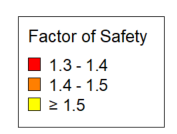 Factor of Safety
1.3 - 1.4
1.4 - 1.5
≥ 1.5